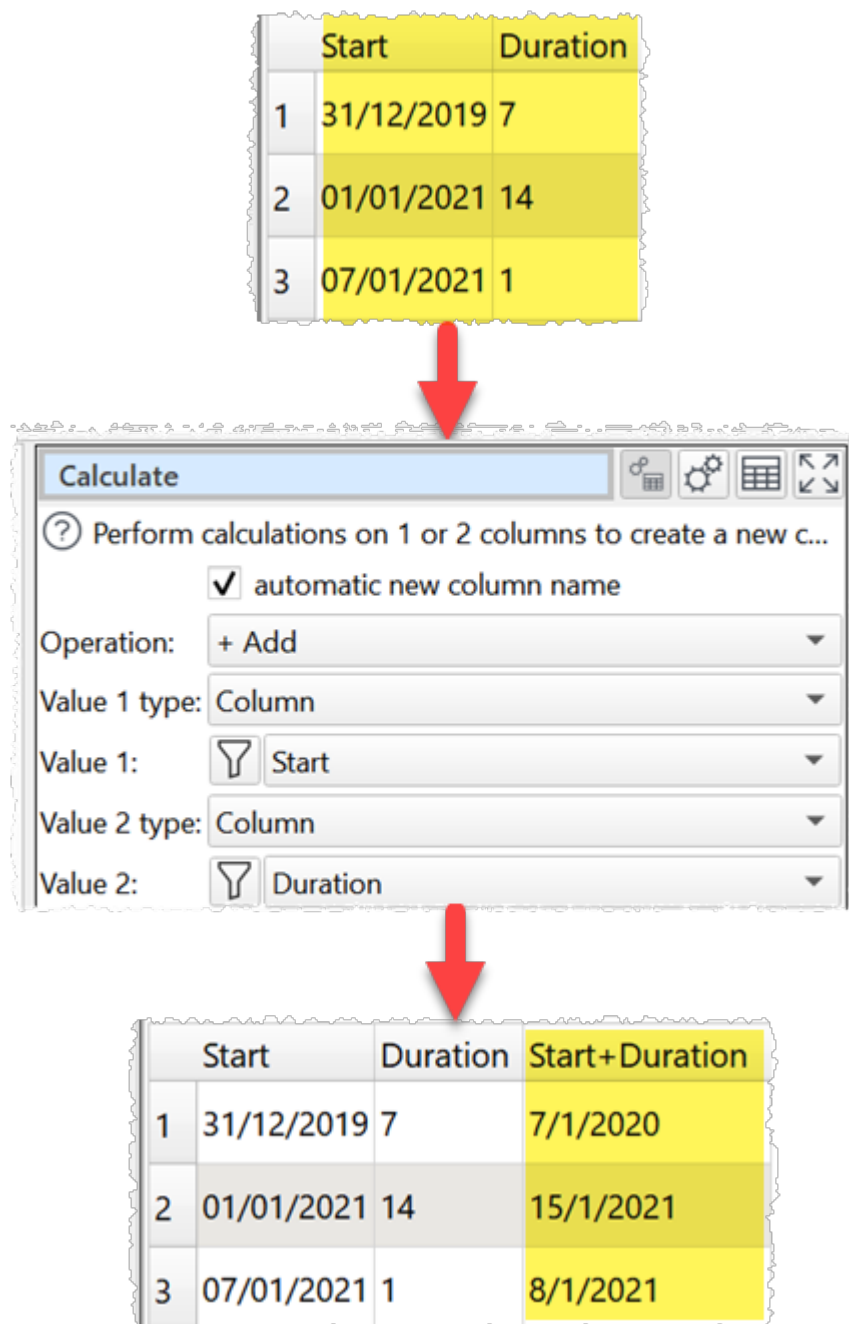 Start Duration
1 31/12/2019 7
2 01/01/2021 14
3 07/01/2021 1
Calculate
? Perform calculations on 1 or 2 columns to create a new c...
automatic new column name
Operation: + Add
Value 1 type: Column
Value 1: Start
Value 2 type: Column
Value 2: Duration
Start Duration Start+Duration
1 31/12/2019 7 7/1/2020
2 01/01/2021 14 15/1/2021
3 07/01/2021 1 8/1/2021